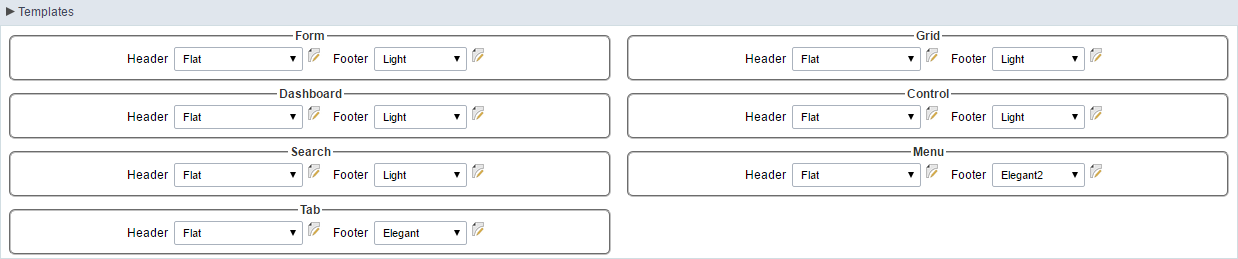 Templates
Form
Header Flat Footer Light
Grid
Header Flat Footer Light
Dashboard
Header Flat Footer Light
Control
Header Flat Footer Light
Search
Header Flat Footer Light
Menu
Header Flat Footer Elegant2
Tab
Header Flat Footer Elegant